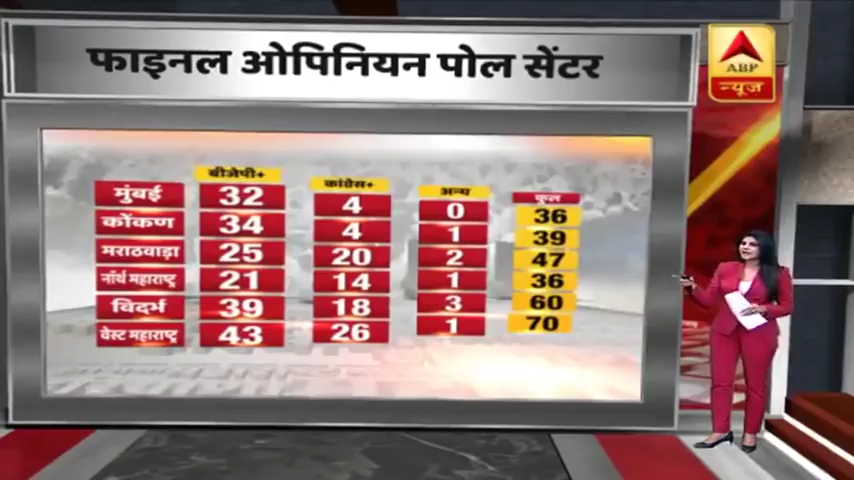 फाइनल ओपिनियन पोल सेंटर
ABP
न्यूज़
बीजेपी+ कांग्रेस+ अन्य कुल
मुंबई 32 4 0 36
कोंकण 34 4 1 39
मराठवाड़ा 25 20 2 47
नॉर्थ महाराष्ट्र 21 14 1 36
विदर्भ 39 18 3 60
वेस्ट महाराष्ट्र 43 26 1 70